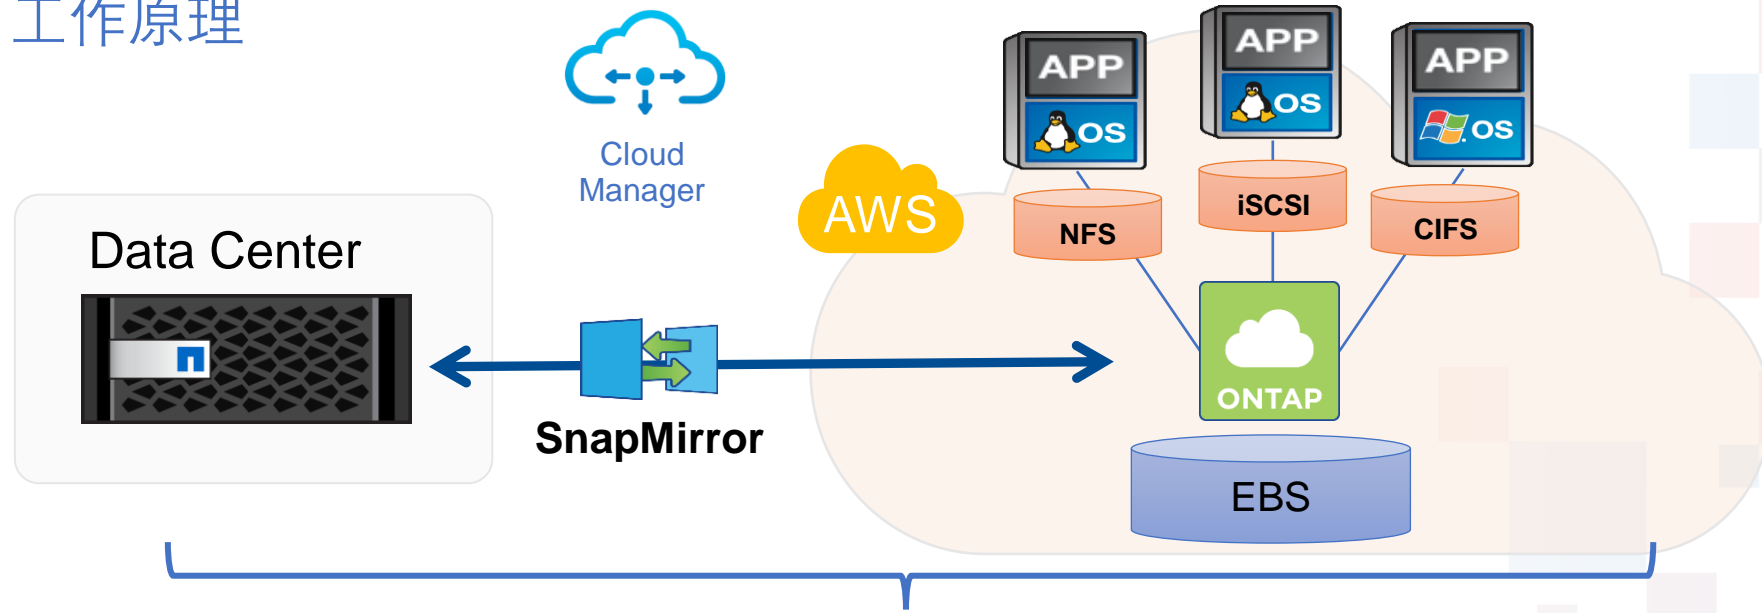 工作原理
Cloud
Manager
AWS
APP
OS
APP
OS
APP
OS
NFS
iSCSI
CIFS
Data Center
SnapMirror
ONTAP
EBS